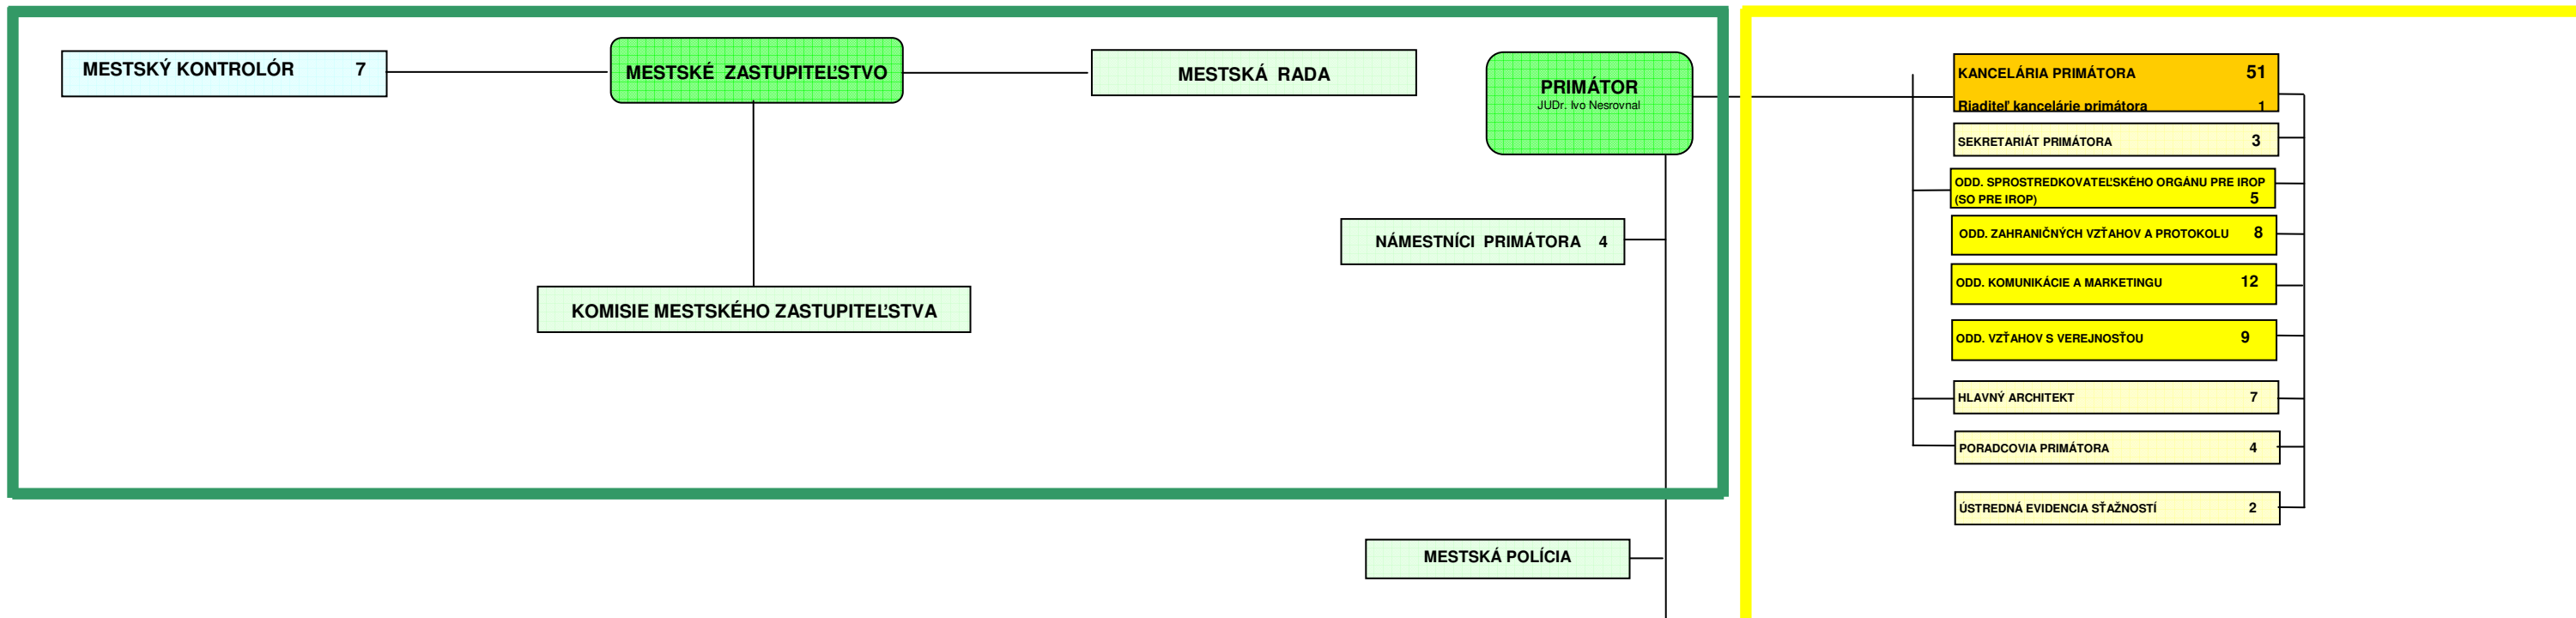 MESTSKÝ KONTROLÓR 7
MESTSKÉ ZASTUPITEĽSTVO
MESTSKÁ RADA
PRIMÁTOR
JUDr. Ivo Nesrovnal
NÁMESTNÍCI PRIMÁTORA 4
KOMISIE MESTSKÉHO ZASTUPITEĽSTVA
MESTSKÁ POLÍCIA
KANCELÁRIA PRIMÁTORA 51
Riaditeľ kancelárie primátora 1
SEKRETARIÁT PRIMÁTORA 3
ODD. SPROSTREDKOVATEĽSKÉHO ORGÁNU PRE IROP
(SO PRE IROP) 5
ODD. ZAHRANIČNÝCH VZŤAHOV A PROTOKOLU 8
ODD. KOMUNIKÁCIE A MARKETINGU 12
ODD. VZŤAHOV S VEREJNOSŤOU 9
HLAVNÝ ARCHITEKT 7
PORADCOVIA PRIMÁTORA 4
ÚSTREDNÁ EVIDENCIA SŤAŽNOSTÍ 2